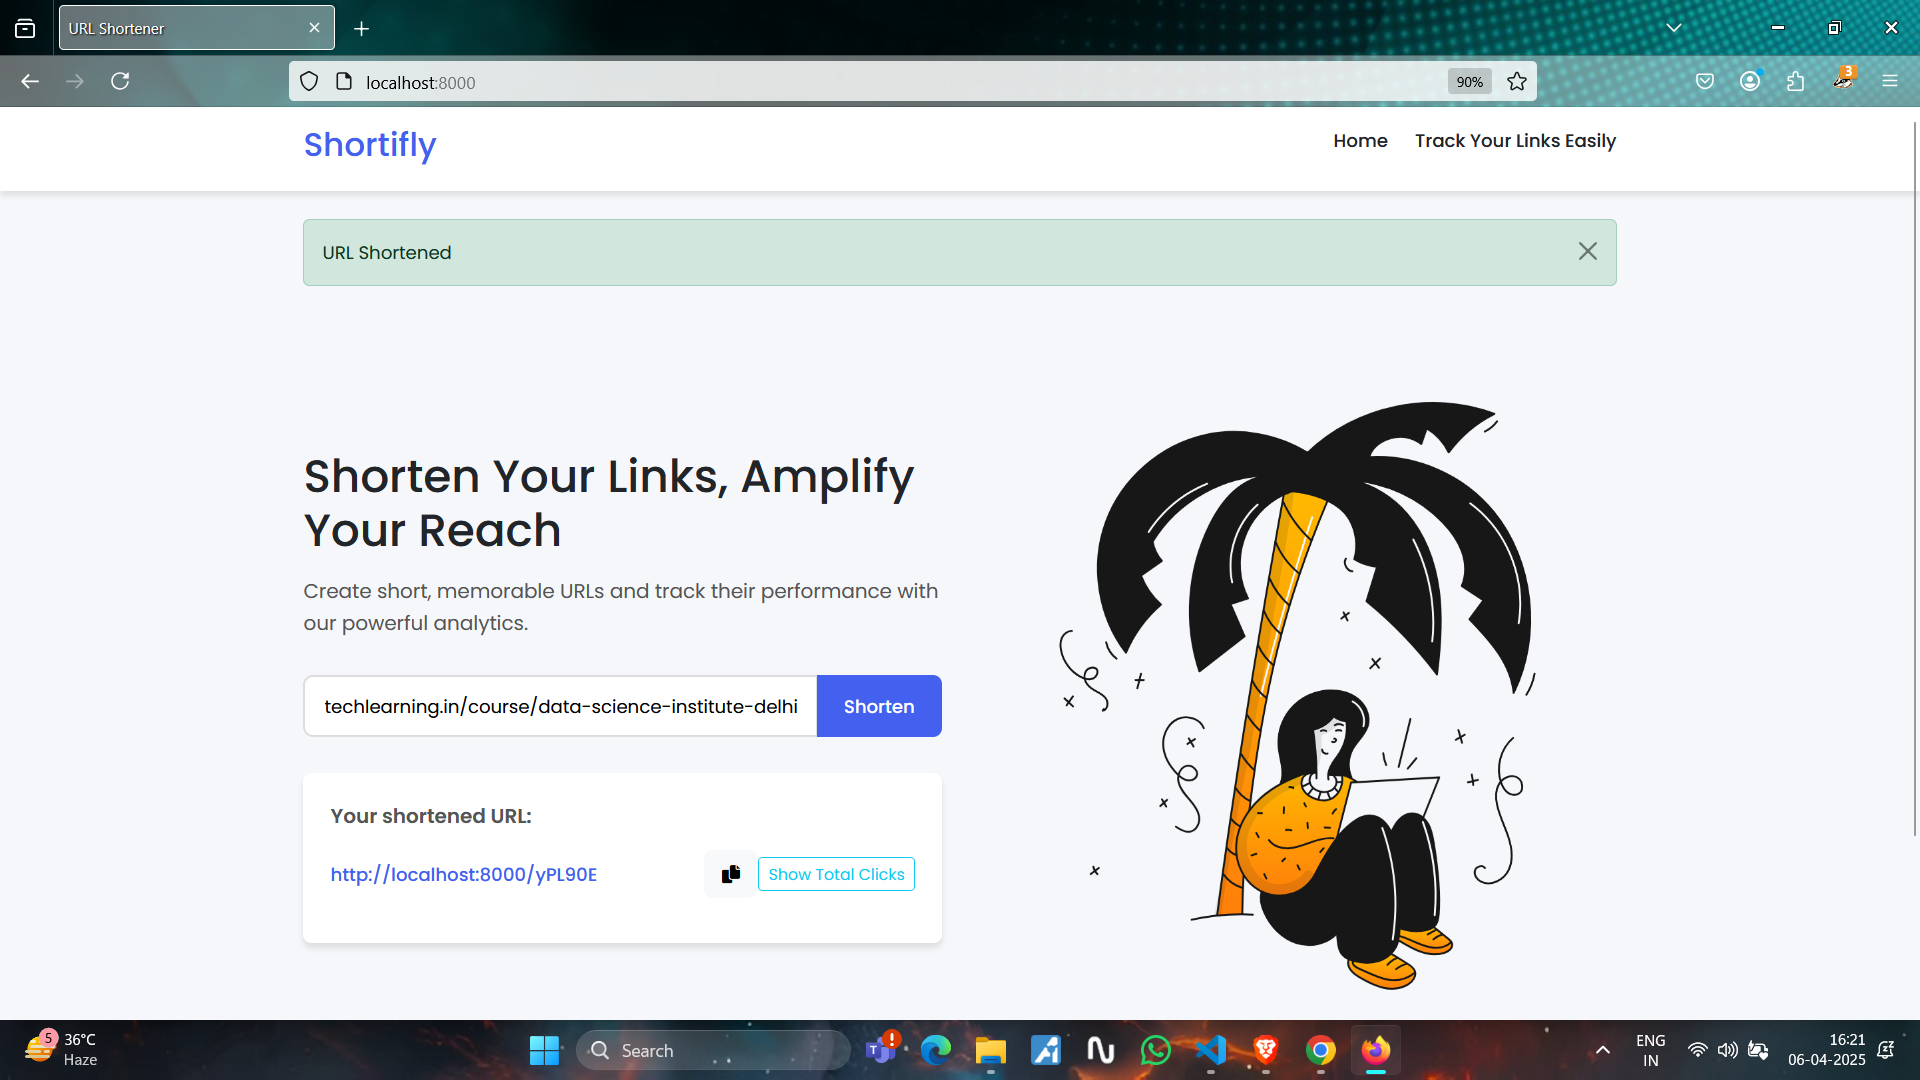 URL Shortener
localhost:8000
90%
3
Shortifly
Home
Track Your Links Easily
URL Shortened
Shorten Your Links, Amplify
Your Reach
Create short, memorable URLs and track their performance with
our powerful analytics.
techlearning.in/course/data-science-institute-delhi
Shorten
Your shortened URL:
http://localhost:8000/yPL90E
Show Total Clicks
5
36°C
Haze
Search
ENG
IN
16:21
06-04-2025